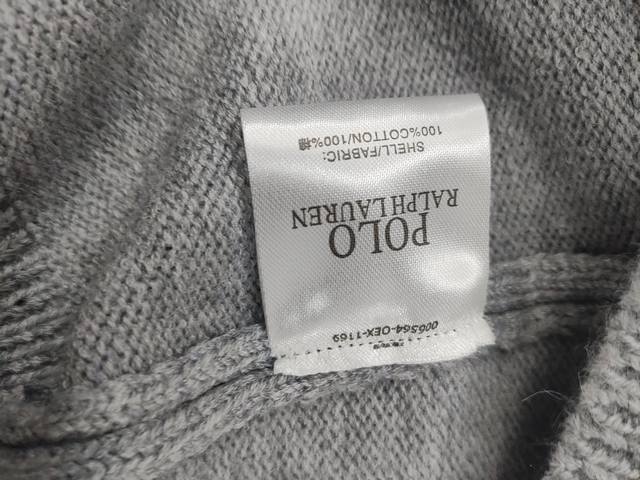 006564-OEX-1169
POLO
RALPH LAUREN
SHELL/FABRIC:
100%COTTON/100%棉